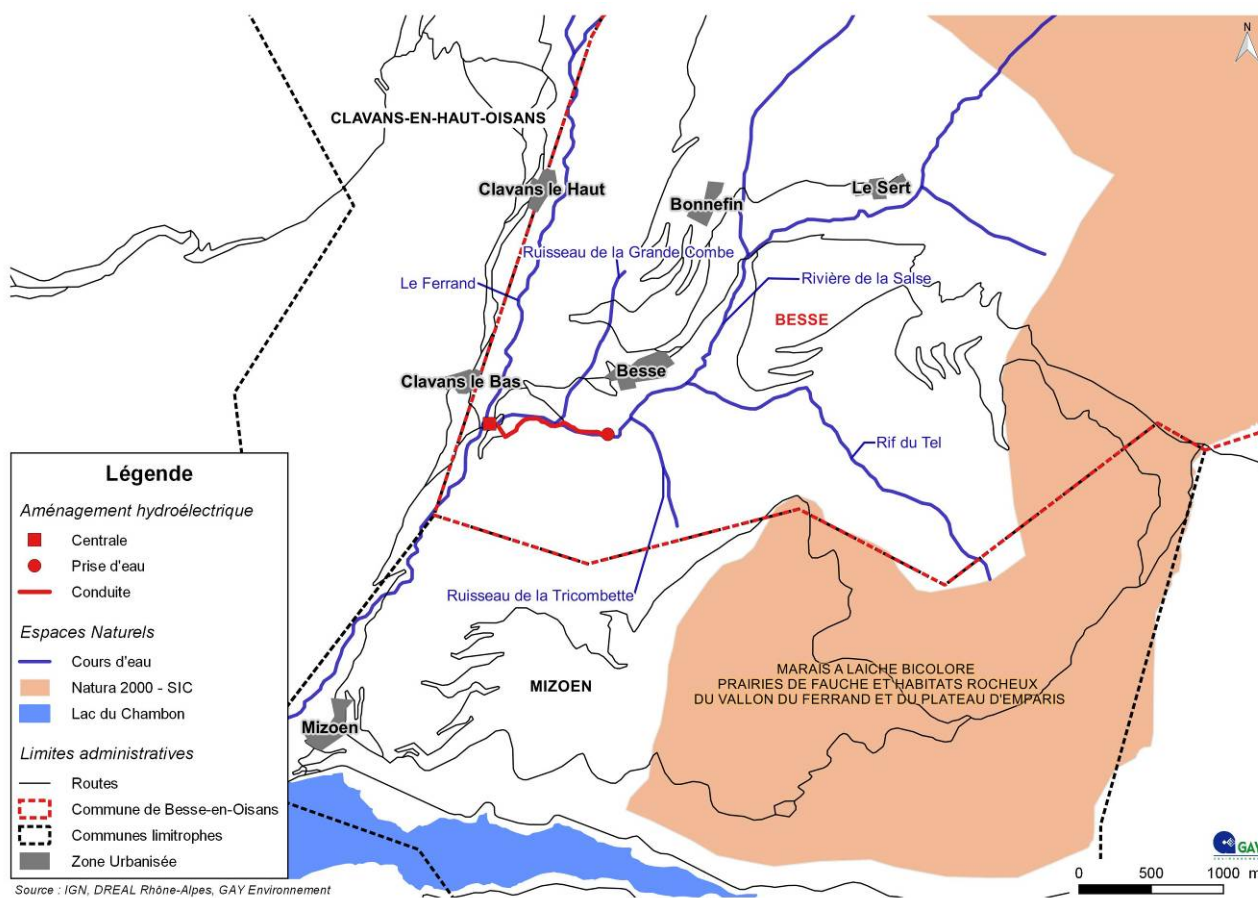 N
CLAVANS-EN-HAUT-OISANS
Clavans le Haut
Le Sert
Bonnefin
Ruisseau de la Grande Combe
Le Ferrand
Rivière de la Salse
BESSE
Besse
Clavans le Bas
Rif du Tel
Ruisseau de la Tricombette
MARAIS A LAICHE BICOLORE
PRAIRIES DE FAUCHE ET HABITATS ROCHEUX
DU VALLON DU FERRAND ET DU PLATEAU D'EMPARIS
MIZOEN
Mizoen
Légende
Aménagement hydroélectrique
Centrale
Prise d'eau
Conduite
Espaces Naturels
Cours d'eau
Natura 2000 - SIC
Lac du Chambon
Limites administratives
Routes
Commune de Besse-en-Oisans
Communes limitrophes
Zone Urbanisée
Source : IGN, DREAL Rhône-Alpes, GAY Environnement
GAY
0 500 1000 m